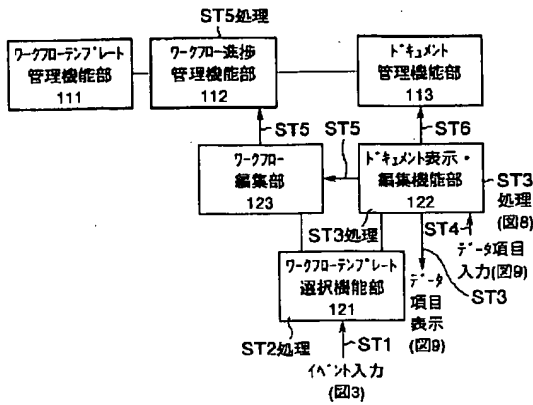 ST5処理
ワークフローテンプレート
管理機能部
111
ワークフロー進捗
管理機能部
112
ドキュメント
管理機能部
113
ST5
ST5
ST6
ワークフロー
編集部
123
ドキュメント表示・
編集機能部
122
ST3
処理
(図8)
ST3処理
ST4
データ項目
入力(図9)
ST3
データ
項目
表示
(図9)
ワークフローテンプレート
選択機能部
121
ST2処理
ST1
イベント入力
(図3)